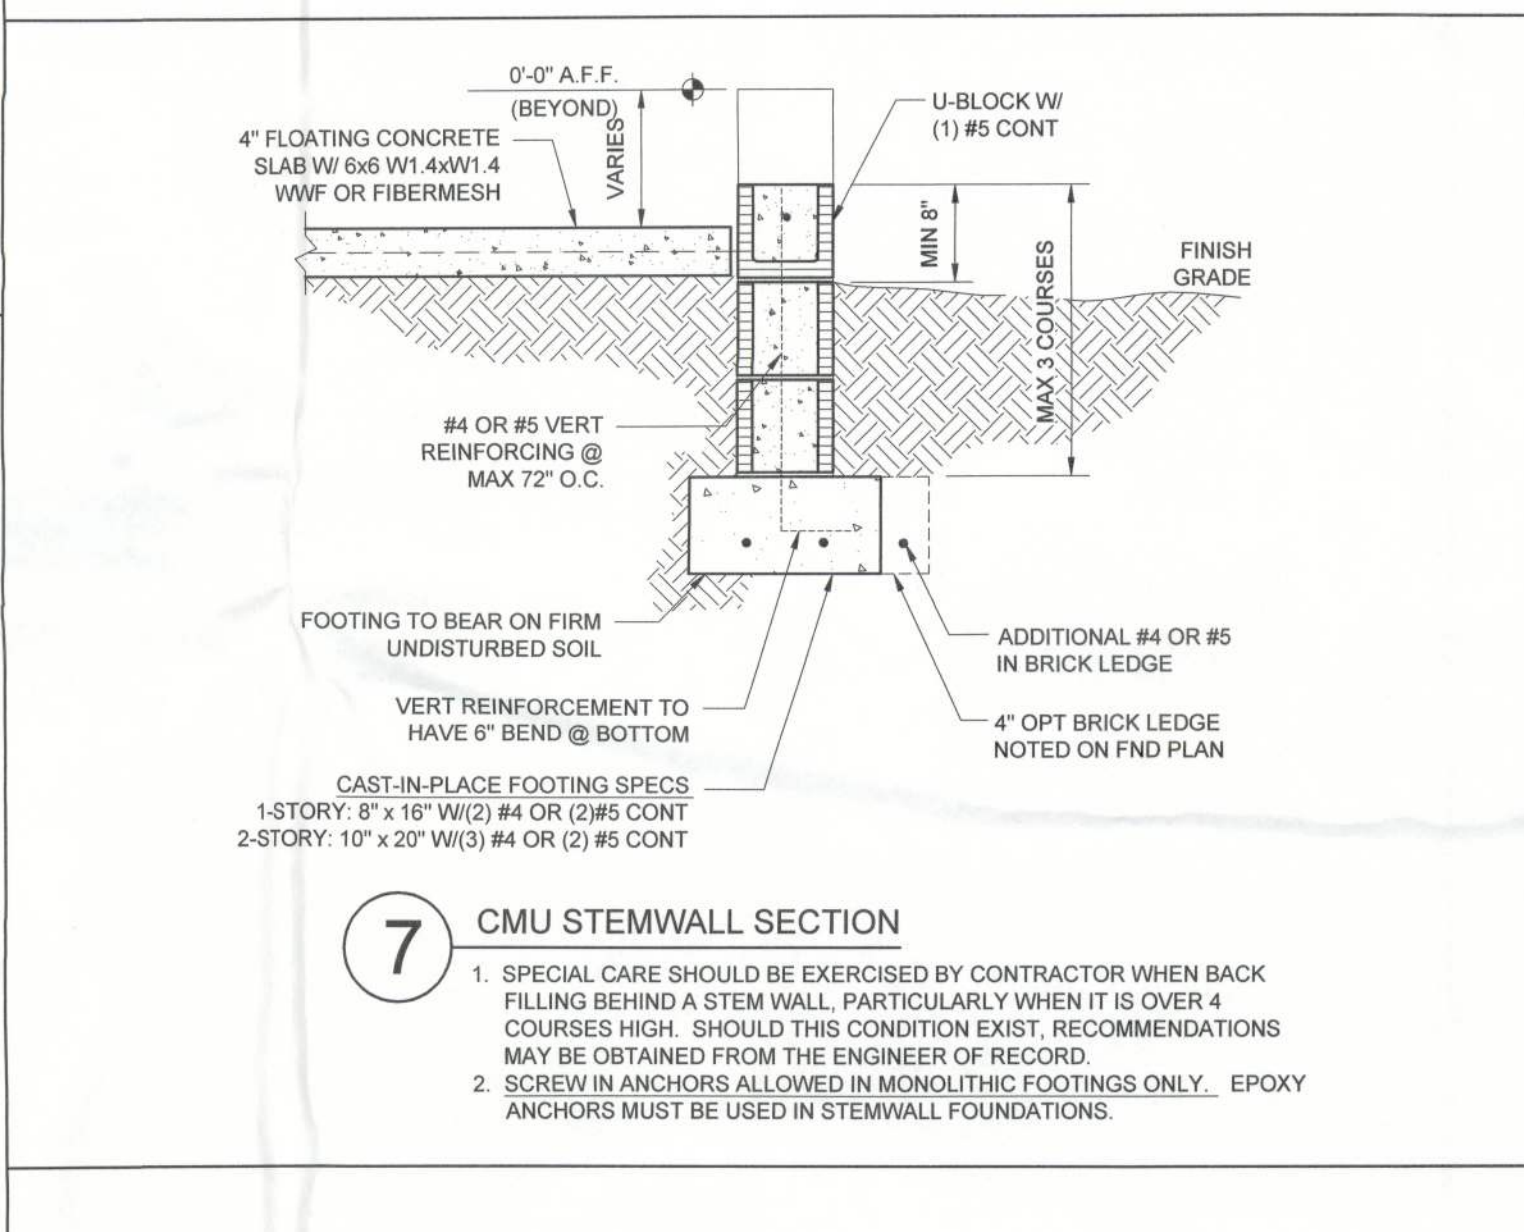 0'-0" A.F.F.
(BEYOND)
VARIES
4" FLOATING CONCRETE
SLAB W/ 6x6 W1.4xW1.4
WWF OR FIBERMESH
U-BLOCK W/
(1) #5 CONT
MIN 8"
MAX 3 COURSES
FINISH
GRADE
#4 OR #5 VERT
REINFORCING @
MAX 72" O.C.
FOOTING TO BEAR ON FIRM
UNDISTURBED SOIL
ADDITIONAL #4 OR #5
IN BRICK LEDGE
VERT REINFORCEMENT TO
HAVE 6" BEND @ BOTTOM
4" OPT BRICK LEDGE
NOTED ON FND PLAN
CAST-IN-PLACE FOOTING SPECS
1-STORY: 8" x 16" W/(2) #4 OR (2)#5 CONT
2-STORY: 10" x 20" W/(3) #4 OR (2) #5 CONT
7
CMU STEMWALL SECTION
1. SPECIAL CARE SHOULD BE EXERCISED BY CONTRACTOR WHEN BACK
FILLING BEHIND A STEM WALL, PARTICULARLY WHEN IT IS OVER 4
COURSES HIGH. SHOULD THIS CONDITION EXIST, RECOMMENDATIONS
MAY BE OBTAINED FROM THE ENGINEER OF RECORD.
2. SCREW IN ANCHORS ALLOWED IN MONOLITHIC FOOTINGS ONLY. EPOXY
ANCHORS MUST BE USED IN STEMWALL FOUNDATIONS.